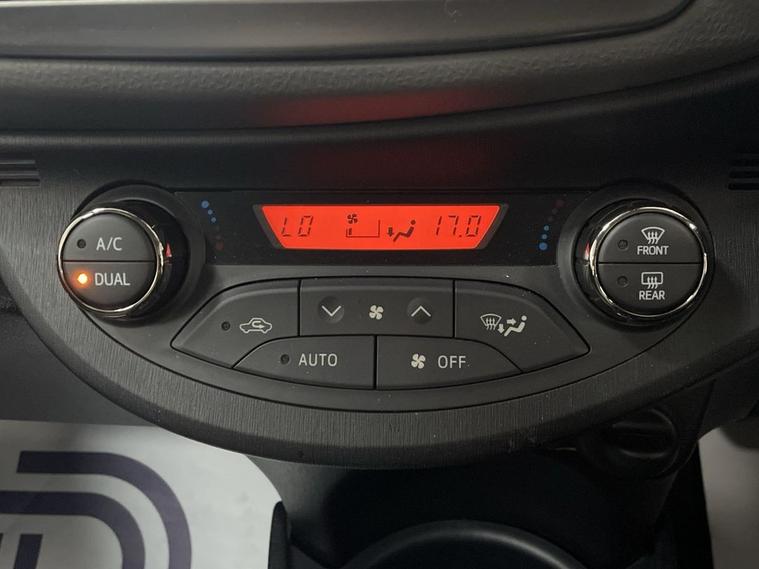 LO 17.0
A/C
DUAL
FRONT
REAR
AUTO
OFF